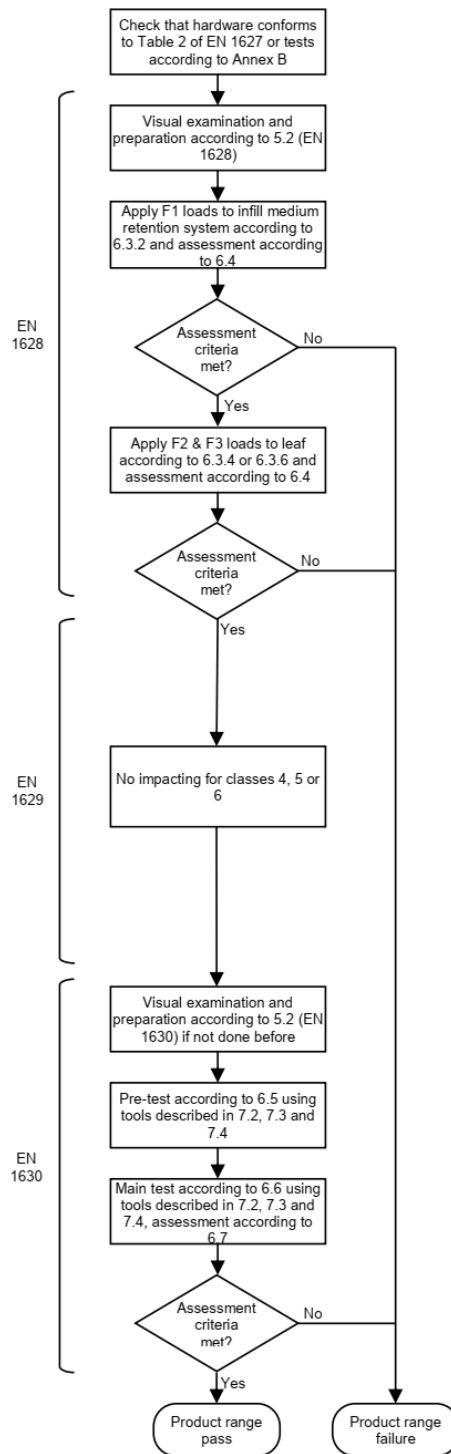 Check that hardware conforms
to Table 2 of EN 1627 or tests
according to Annex B
Visual examination and
preparation according to 5.2 (EN
1628)
Apply F1 loads to infill medium
retention system according to
6.3.2 and assessment according
to 6.4
EN
1628
Assessment
criteria
met?
No
Yes
Apply F2 & F3 loads to leaf
according to 6.3.4 or 6.3.6 and
assessment according to 6.4
Assessment
criteria
met?
No
Yes
EN
1629
No impacting for classes 4, 5 or
6
Visual examination and
preparation according to 5.2 (EN
1630) if not done before
Pre-test according to 6.5 using
tools described in 7.2, 7.3 and
7.4
EN
1630
Main test according to 6.6 using
tools described in 7.2, 7.3 and
7.4, assessment according to
6.7
Assessment
criteria
met?
No
Yes
Product range
pass
Product range
failure